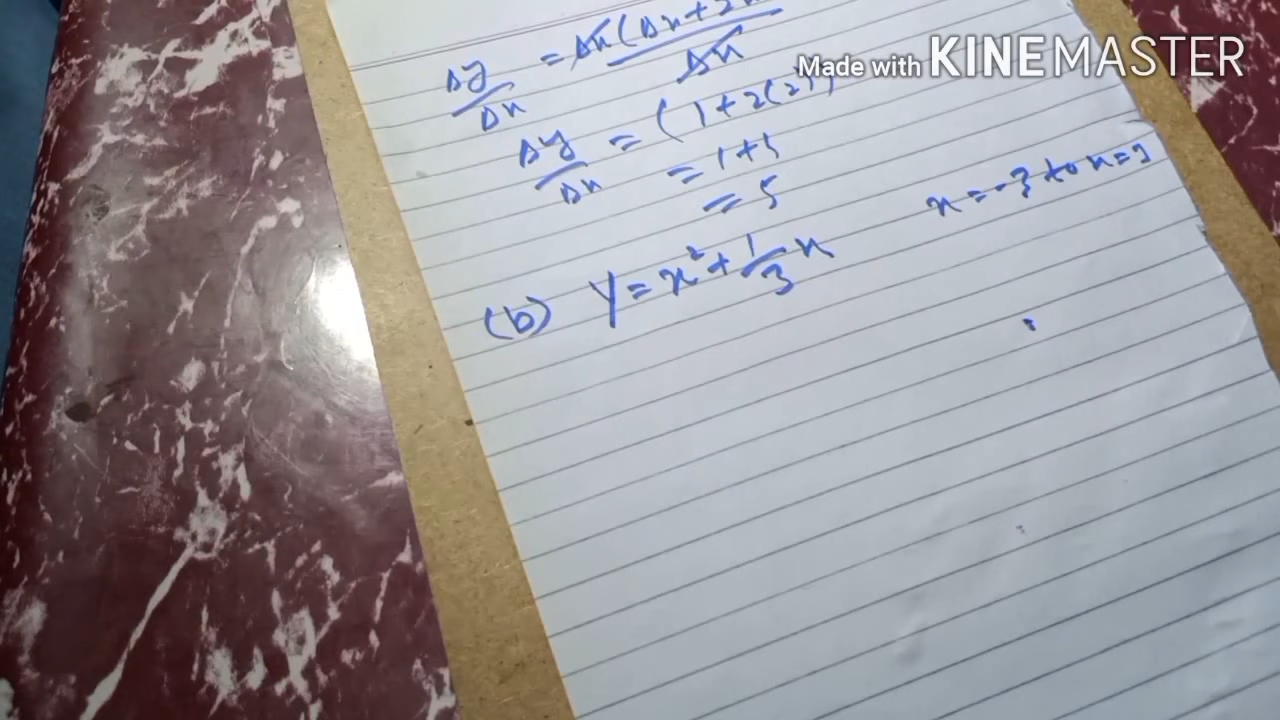 Δy/Δx = Δx(Δx+2x
Δx
Made with KINEMASTER
Δy/Δx = (1+2(2))
= 1+4
= 5
x = -3 to x = 3
(b) y = x² + 1/3 x